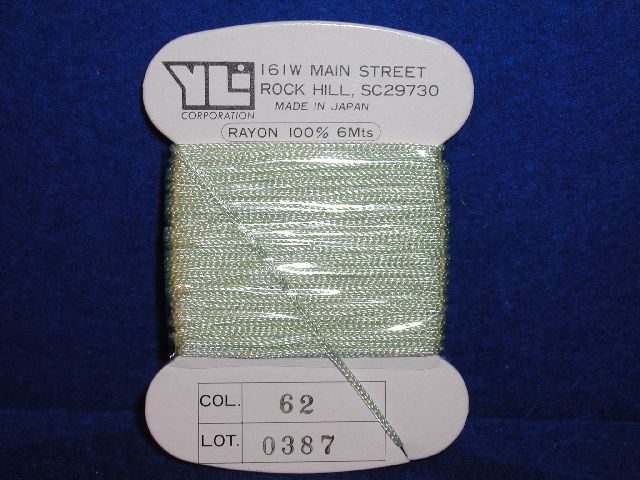 YLI
CORPORATION
161W MAIN STREET
ROCK HILL, SC29730
MADE IN JAPAN
RAYON 100% 6Mts
COL. 62
LOT. 0387